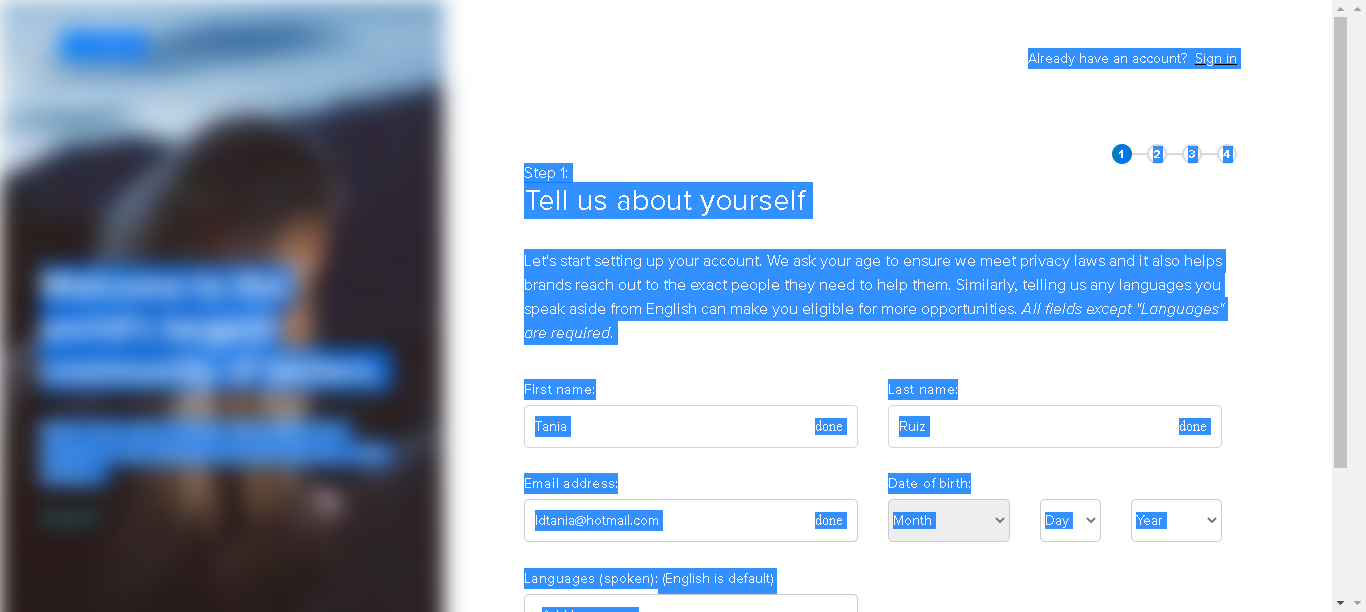 Already have an account? Sign in
1 2 3 4
Step 1:
Tell us about yourself
Let's start setting up your account. We ask your age to ensure we meet privacy laws and it also helps
brands reach out to the exact people they need to help them. Similarly, telling us any languages you
speak aside from English can make you eligible for more opportunities. All fields except "Languages"
are required.
First name: Last name:
Tania done Ruiz done
Email address: Date of birth:
ldtania@hotmail.com done Month Day Year
Languages (spoken): (English is default)